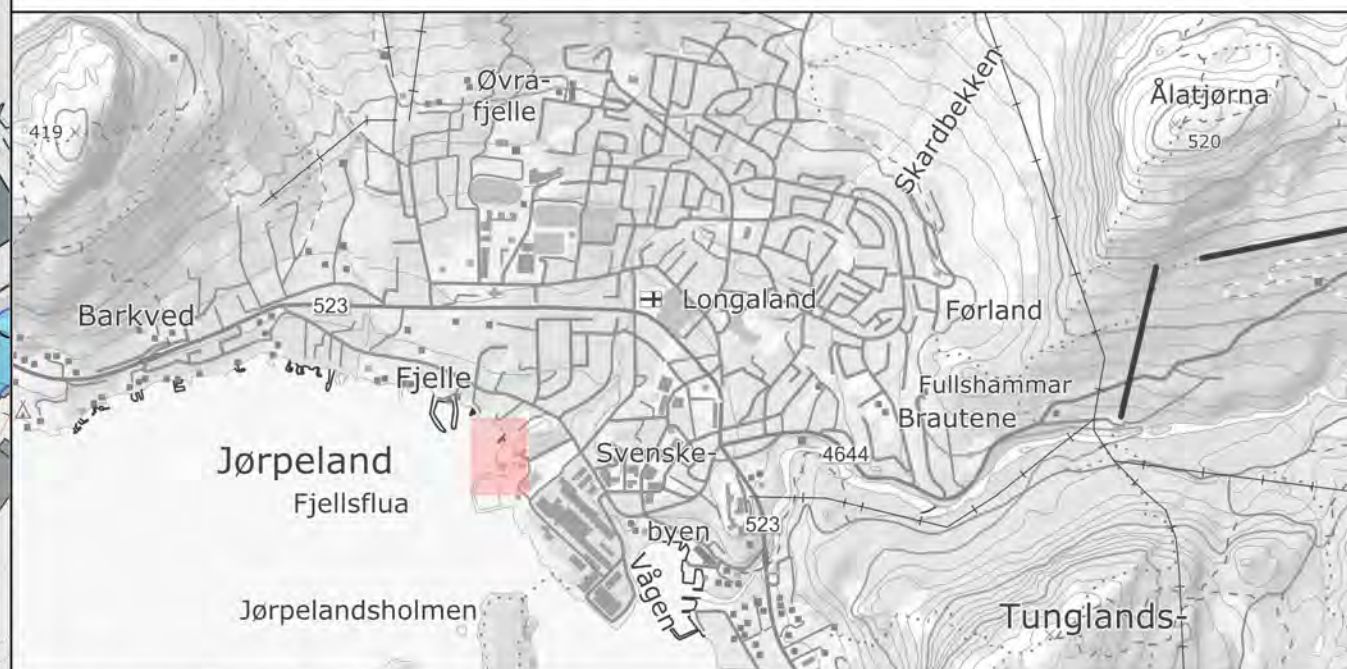 Øvra-
fjelle
Skardbekken
Ålatjørna
520
419
Barkved
523
Longaland
Førland
Fjelle
Fullshammar
Brautene
Jørpeland
Svenske-
4644
Fjellsflua
byen
523
Vågen
Jørpelandsholmen
Tunglands-